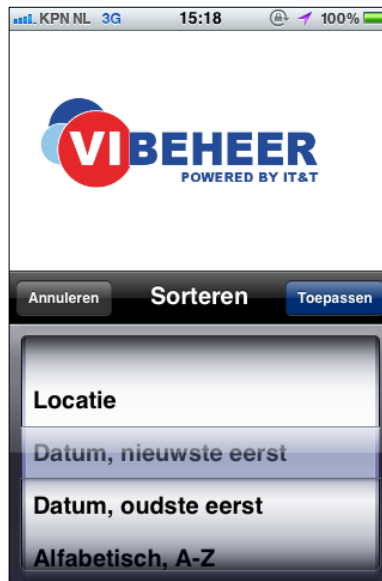 KPN NL 3G 15:18 100%
VIBEHEER
POWERED BY IT&T
Annuleren Sorteren Toepassen
Locatie
Datum, nieuwste eerst
Datum, oudste eerst
Alfabetisch, A-Z